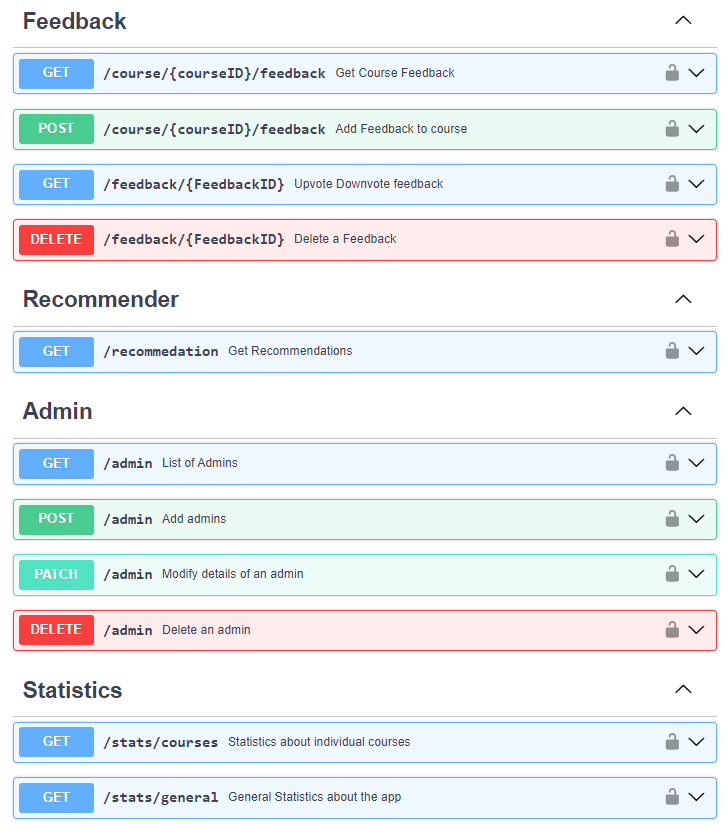 Feedback
GET /course/{courseID}/feedback Get Course Feedback
POST /course/{courseID}/feedback Add Feedback to course
GET /feedback/{FeedbackID} Upvote Downvote feedback
DELETE /feedback/{FeedbackID} Delete a Feedback
Recommender
GET /recommedation Get Recommendations
Admin
GET /admin List of Admins
POST /admin Add admins
PATCH /admin Modify details of an admin
DELETE /admin Delete an admin
Statistics
GET /stats/courses Statistics about individual courses
GET /stats/general General Statistics about the app